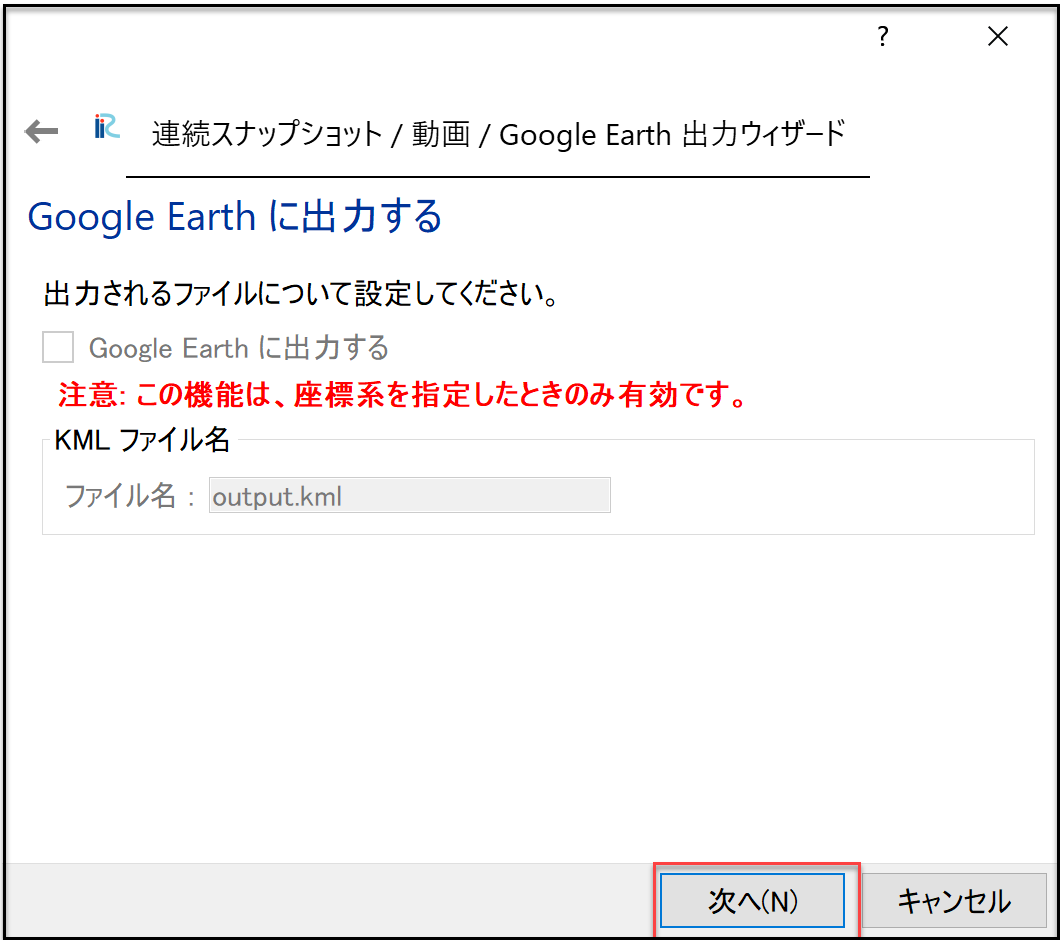 ?
iRC
連続スナップショット / 動画 / Google Earth 出力ウィザード
Google Earth に出力する
出力されるファイルについて設定してください。
Google Earth に出力する
注意: この機能は、座標系を指定したときのみ有効です。
KML ファイル名
ファイル名 : output.kml
次へ(N) キャンセル